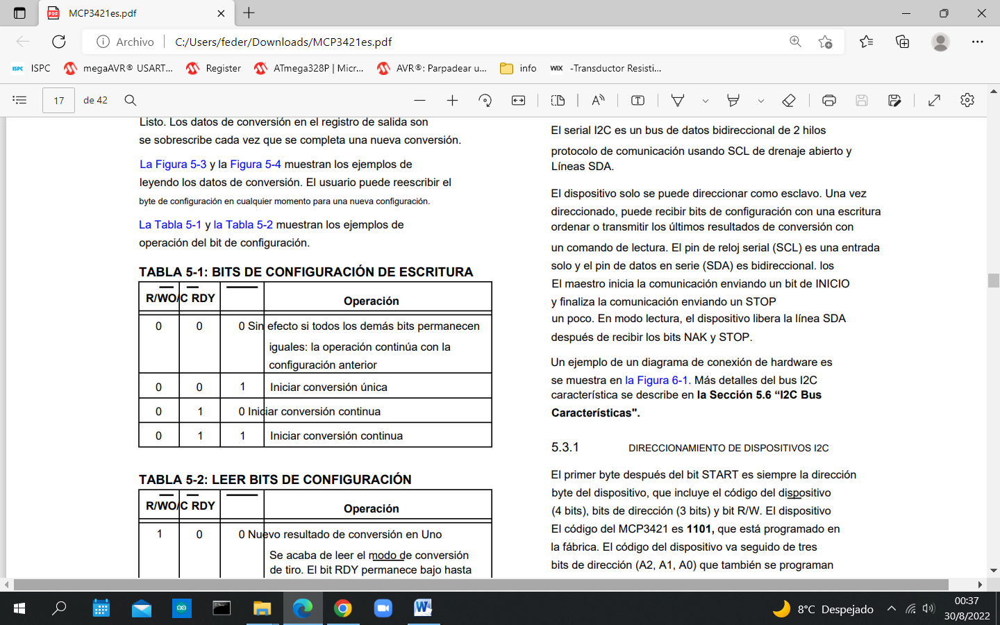 MCP3421es.pdf
Archivo
C:/Users/feder/Downloads/MCP3421es.pdf
ISPC
ISPC
megaAVR® USART...
Register
ATmega328P | Micr...
AVR®: Parpadear u...
info
WIX
-Transductor Resisti...
17
de 42
Listo. Los datos de conversión en el registro de salida son
se sobrescribe cada vez que se completa una nueva conversión.
La Figura 5-3 y la Figura 5-4 muestran los ejemplos de
leyendo los datos de conversión. El usuario puede reescribir el
byte de configuración en cualquier momento para una nueva configuración.
La Tabla 5-1 y la Tabla 5-2 muestran los ejemplos de
operación del bit de configuración.
TABLA 5-1: BITS DE CONFIGURACIÓN DE ESCRITURA
R/WO/C RDY
Operación
0 0 0 Sin efecto si todos los demás bits permanecen
iguales: la operación continúa con la
configuración anterior
0 0 1 Iniciar conversión única
0 1 0 Iniciar conversión continua
0 1 1 Iniciar conversión continua
TABLA 5-2: LEER BITS DE CONFIGURACIÓN
R/WO/C RDY
Operación
1 0 0 Nuevo resultado de conversión en Uno
Se acaba de leer el modo de conversión
de tiro. El bit RDY permanece bajo hasta
El serial I2C es un bus de datos bidireccional de 2 hilos
protocolo de comunicación usando SCL de drenaje abierto y
Líneas SDA.
El dispositivo solo se puede direccionar como esclavo. Una vez
direccionado, puede recibir bits de configuración con una escritura
ordenar o transmitir los últimos resultados de conversión con
un comando de lectura. El pin de reloj serial (SCL) es una entrada
solo y el pin de datos en serie (SDA) es bidireccional. los
El maestro inicia la comunicación enviando un bit de INICIO
y finaliza la comunicación enviando un STOP
un poco. En modo lectura, el dispositivo libera la línea SDA
después de recibir los bits NAK y STOP.
Un ejemplo de un diagrama de conexión de hardware es
se muestra en la Figura 6-1. Más detalles del bus I2C
característica se describe en la Sección 5.6 “I2C Bus
Características".
5.3.1 DIRECCIONAMIENTO DE DISPOSITIVOS I2C
El primer byte después del bit START es siempre la dirección
byte del dispositivo, que incluye el código del dispositivo
(4 bits), bits de dirección (3 bits) y bit R/W. El dispositivo
El código del MCP3421 es 1101, que está programado en
la fábrica. El código del dispositivo va seguido de tres
bits de dirección (A2, A1, A0) que también se programan
8°C Despejado
00:37
30/8/2022